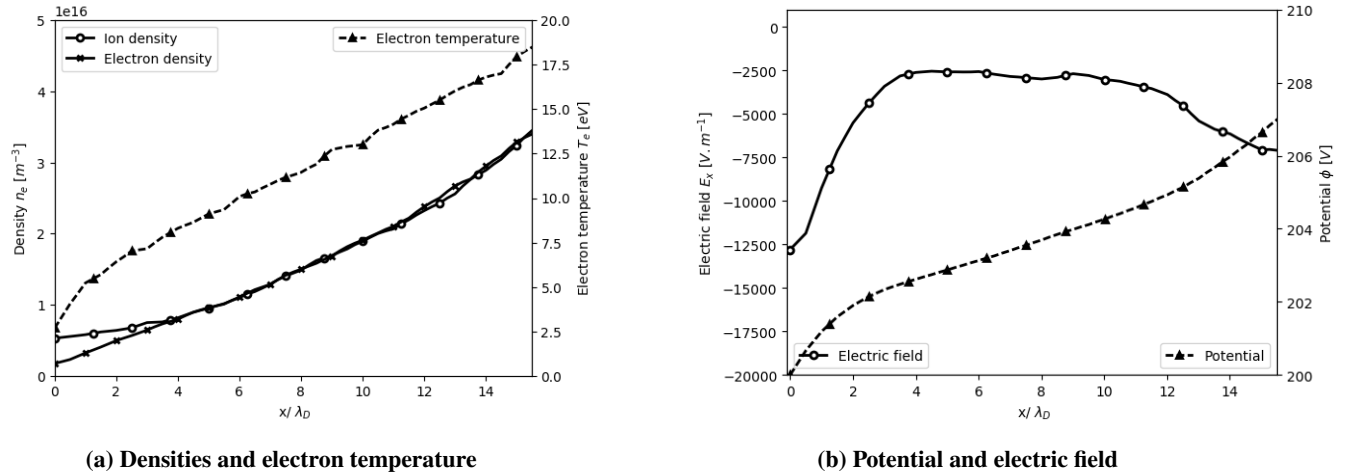 1e16
5
4
3
2
1
0
20.0
17.5
15.0
12.5
10.0
7.5
5.0
2.5
0.0
0 2 4 6 8 10 12 14
x/ λ_D
Density n_e [m^{-3}]
Electron temperature T_e [eV]
Ion density
Electron density
Electron temperature
(a) Densities and electron temperature
0
−2500
−5000
−7500
−10000
−12500
−15000
−17500
−20000
210
208
206
204
202
200
0 2 4 6 8 10 12 14
x/ λ_D
Electric field E_x [V.m^{-1}]
Potential ϕ [V]
Electric field
Potential
(b) Potential and electric field